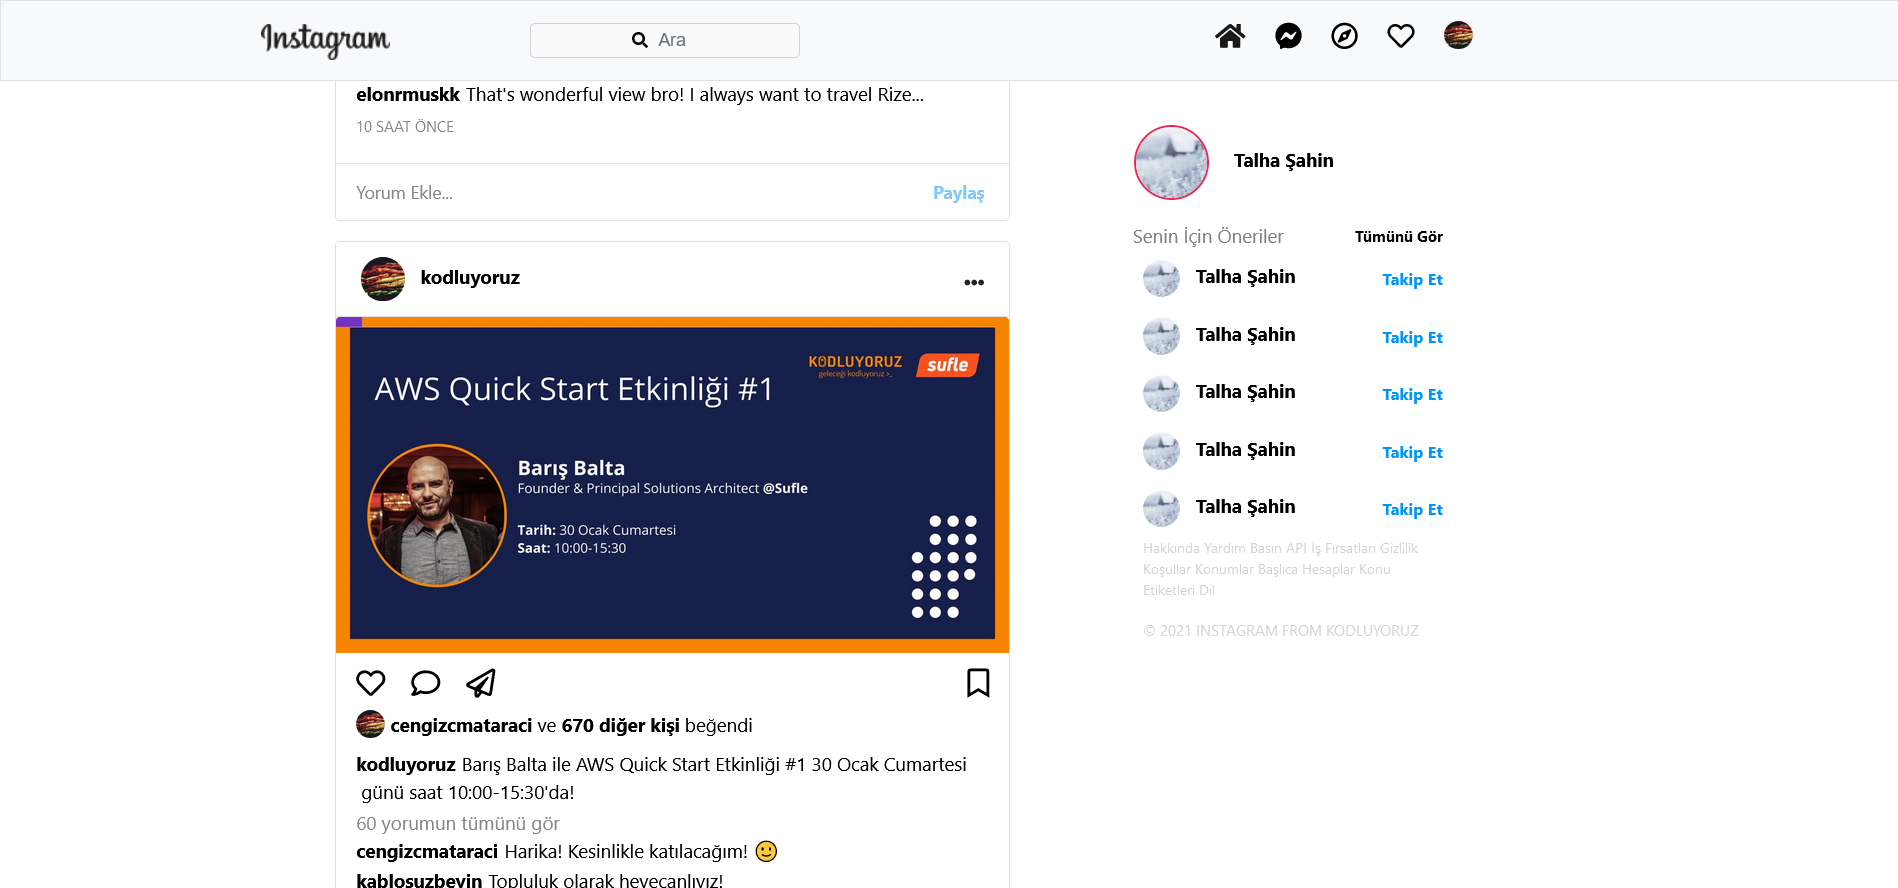 Instagram
Ara
elonrmuskk That's wonderful view bro! I always want to travel Rize...
10 SAAT ÖNCE
Yorum Ekle...
Paylaş
kodluyoruz
KODLUYORUZ
geleceği kodluyoruz >_
sufle
AWS Quick Start Etkinliği #1
Barış Balta
Founder & Principal Solutions Architect @Sufle
Tarih: 30 Ocak Cumartesi
Saat: 10:00-15:30
cengizcmataraci ve 670 diğer kişi beğendi
kodluyoruz Barış Balta ile AWS Quick Start Etkinliği #1 30 Ocak Cumartesi
günü saat 10:00-15:30'da!
60 yorumun tümünü gör
cengizcmataraci Harika! Kesinlikle katılacağım! 🙂
kablosuzbeyin Topluluk olarak heyecanlıyız!
Talha Şahin
Senin İçin Öneriler
Tümünü Gör
Talha Şahin
Takip Et
Talha Şahin
Takip Et
Talha Şahin
Takip Et
Talha Şahin
Takip Et
Talha Şahin
Takip Et
Hakkında Yardım Basın API İş Fırsatları Gizlilik
Koşullar Konumlar Başlıca Hesaplar Konu
Etiketleri Dil
© 2021 INSTAGRAM FROM KODLUYORUZ